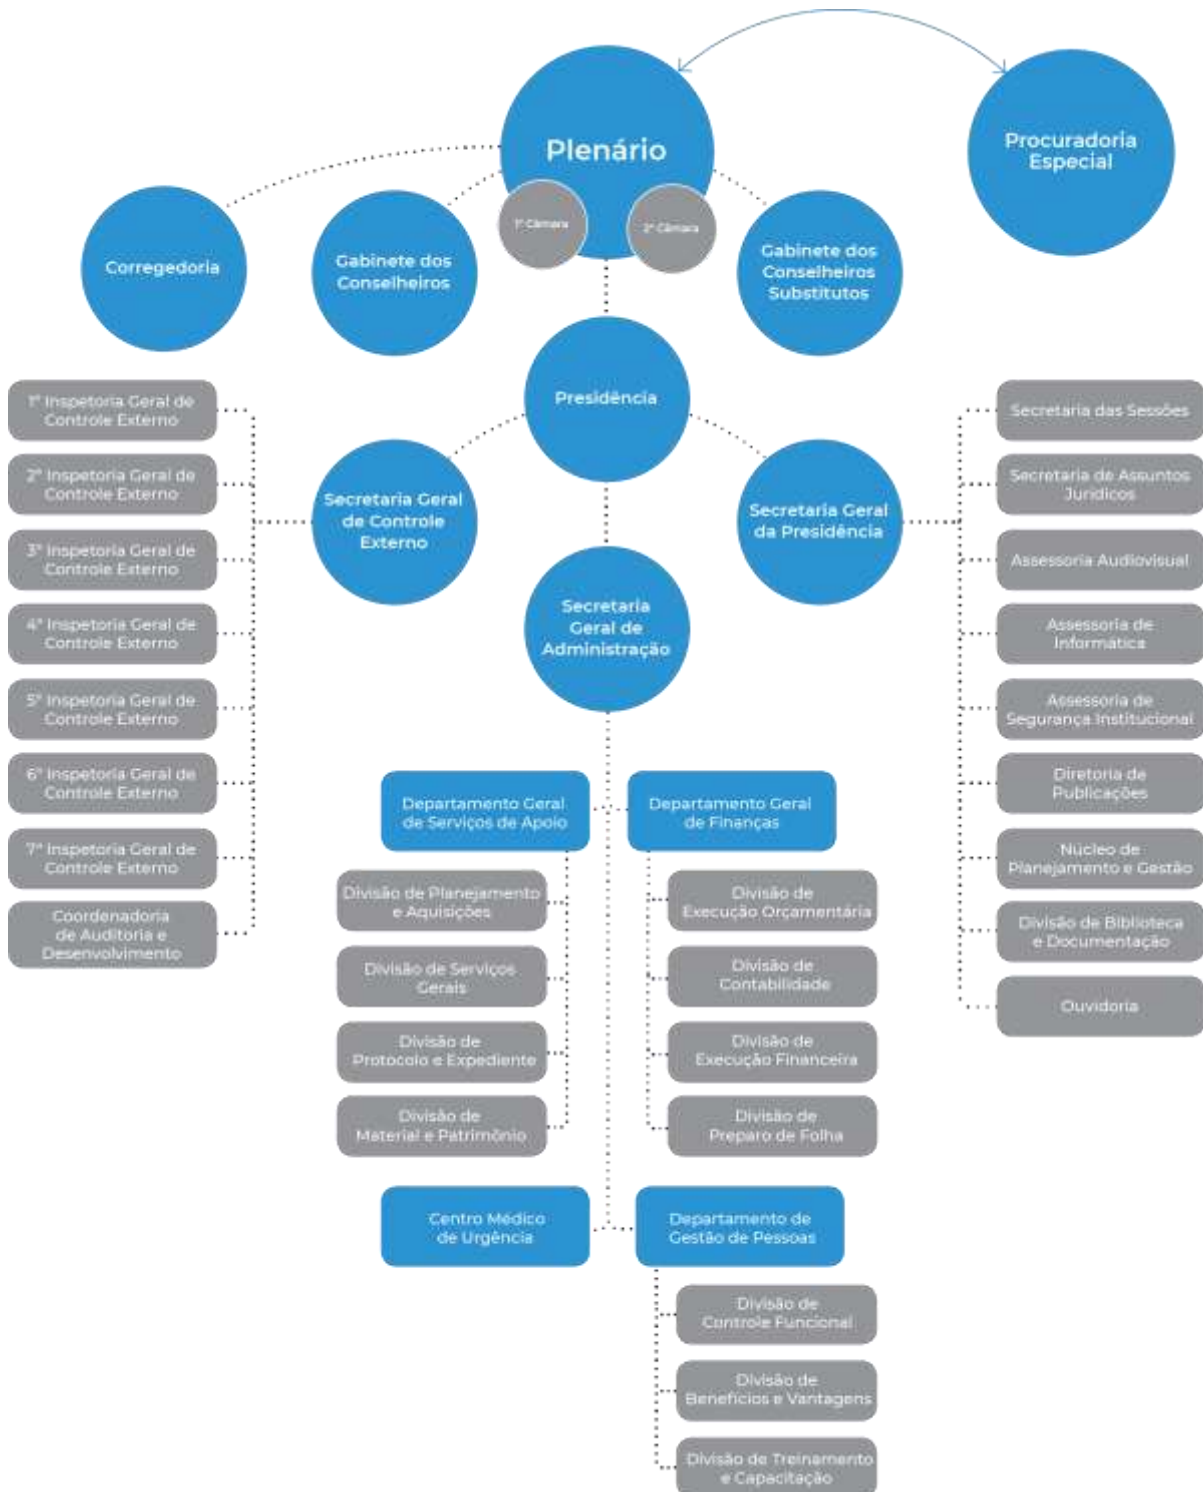 Plenário
Procuradoria
Especial
1ª Câmara
2ª Câmara
Corregedoria
Gabinete dos
Conselheiros
Gabinete dos
Conselheiros
Substitutos
Presidência
Secretaria Geral
de Controle
Externo
Secretaria Geral
da Presidência
Secretaria
Geral de
Administração
1ª Inspetoria Geral de
Controle Externo
2ª Inspetoria Geral de
Controle Externo
3ª Inspetoria Geral de
Controle Externo
4ª Inspetoria Geral de
Controle Externo
5ª Inspetoria Geral de
Controle Externo
6ª Inspetoria Geral de
Controle Externo
7ª Inspetoria Geral de
Controle Externo
Coordenadoria
de Auditoria e
Desenvolvimento
Secretaria das Sessões
Secretaria de Assuntos
Jurídicos
Assessoria Audiovisual
Assessoria de
Informática
Assessoria de
Segurança Institucional
Diretoria de
Publicações
Núcleo de
Planejamento e Gestão
Divisão de Biblioteca
e Documentação
Ouvidoria
Departamento Geral
de Serviços de Apoio
Divisão de Planejamento
e Aquisições
Divisão de Serviços
Gerais
Divisão de
Protocolo e Expediente
Divisão de
Material e Patrimônio
Departamento Geral
de Finanças
Divisão de
Execução Orçamentária
Divisão de
Contabilidade
Divisão de
Execução Financeira
Divisão de
Preparo de Folha
Centro Médico
de Urgência
Departamento de
Gestão de Pessoas
Divisão de
Controle Funcional
Divisão de
Benefícios e Vantagens
Divisão de Treinamento
e Capacitação